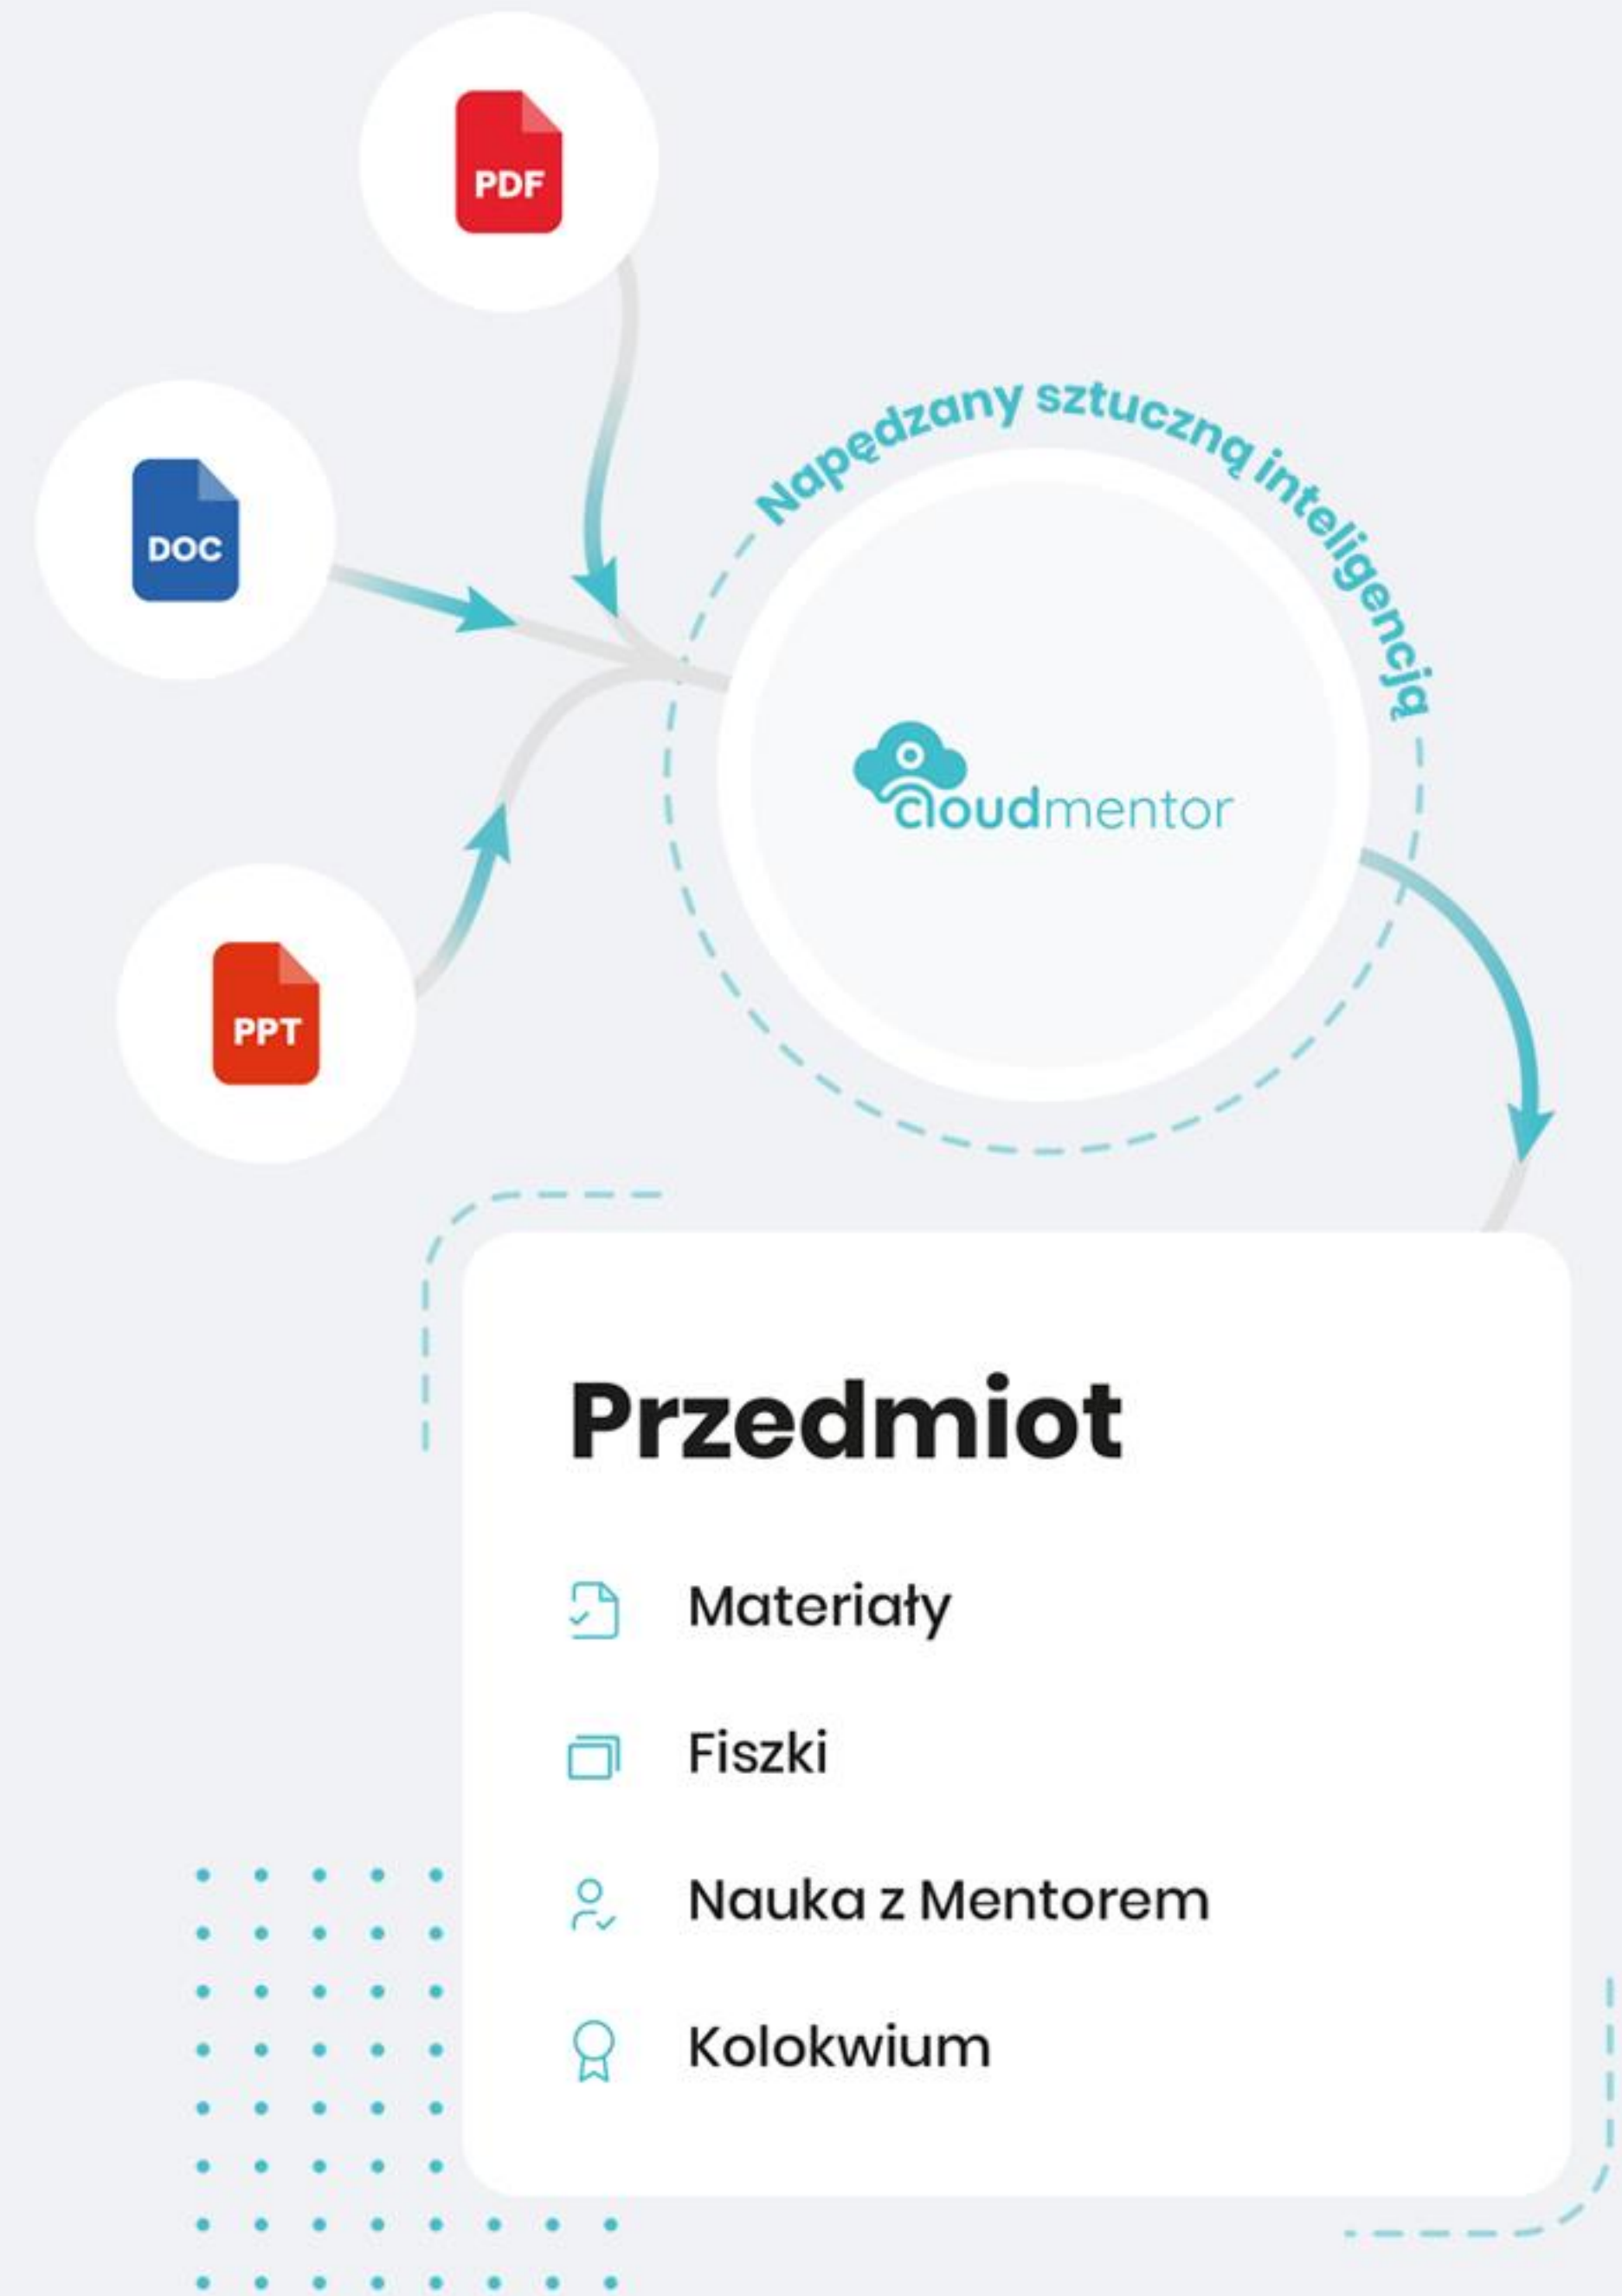 PDF
DOC
PPT
Napędzany sztuczną inteligencją
cloudmentor
Przedmiot
Materiały
Fiszki
Nauka z Mentorem
Kolokwium